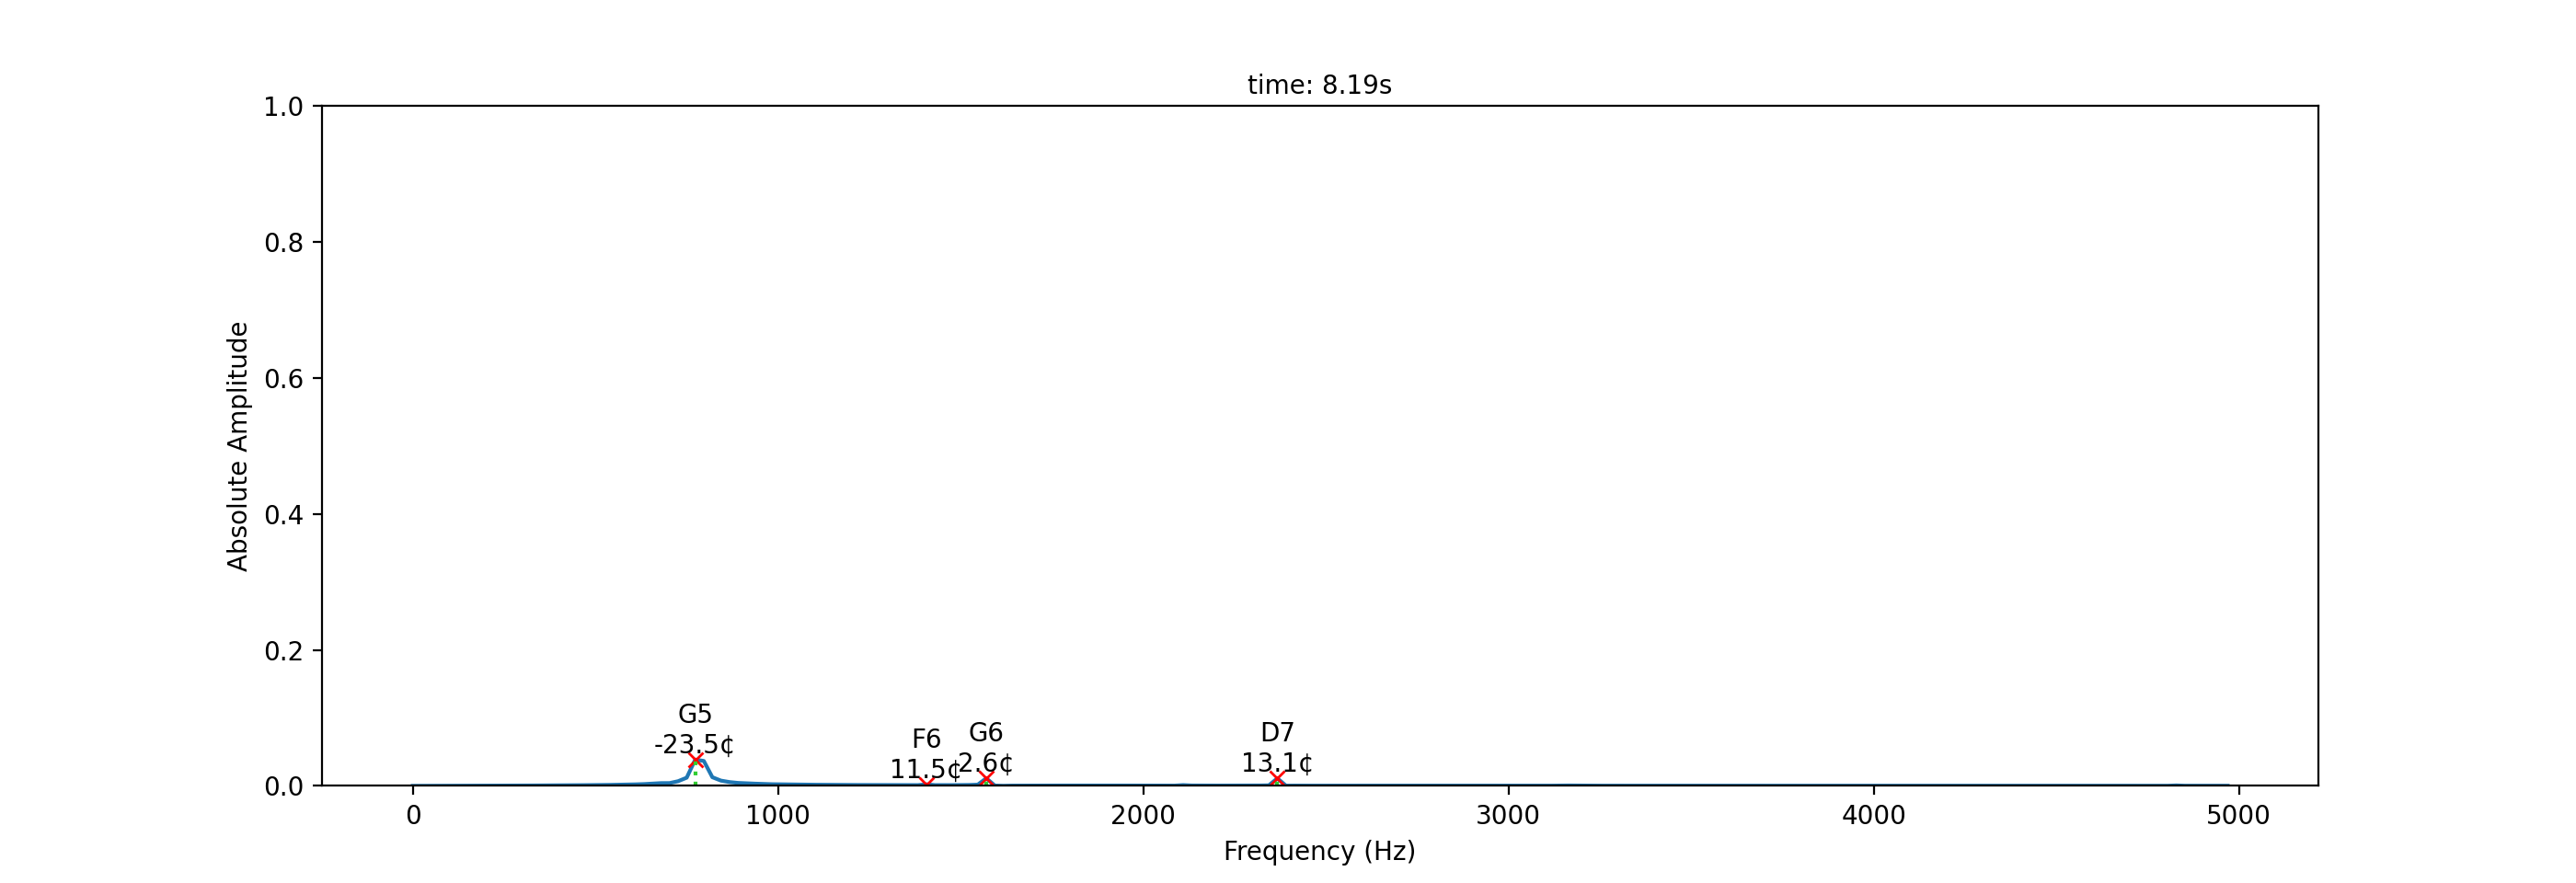 time: 8.19s
1.0
0.8
0.6
0.4
0.2
0.0
Absolute Amplitude
G5
-23.5¢
F6
11.5¢
G6
2.6¢
D7
13.1¢
0 1000 2000 3000 4000 5000
Frequency (Hz)